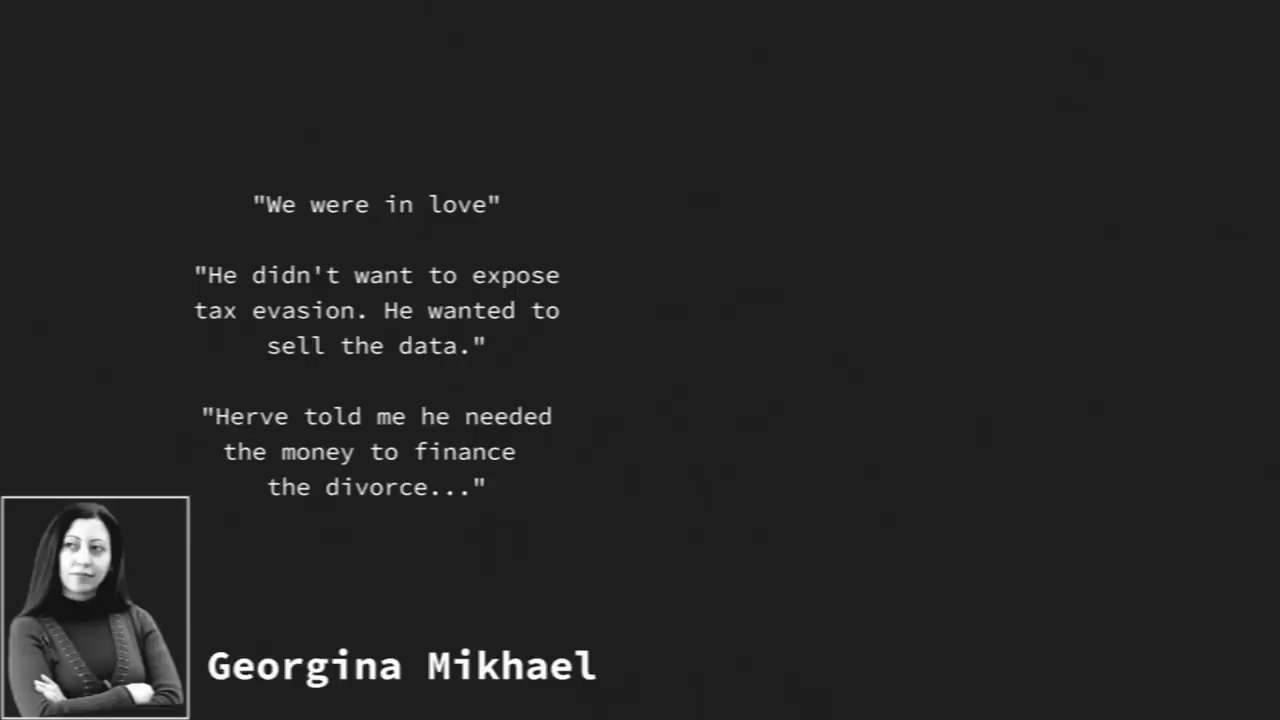 "We were in love"
"He didn't want to expose
tax evasion. He wanted to
sell the data."
"Herve told me he needed
the money to finance
the divorce..."
Georgina Mikhael